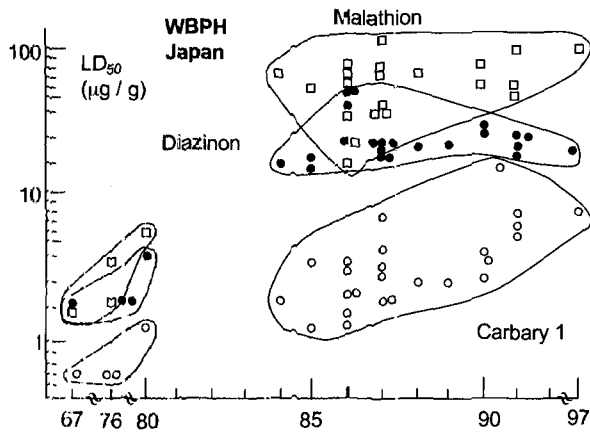 WBPH
Japan
Malathion
LD50
(μg / g)
Diazinon
Carbary 1
100
10
1
67 76 80 85 90 97